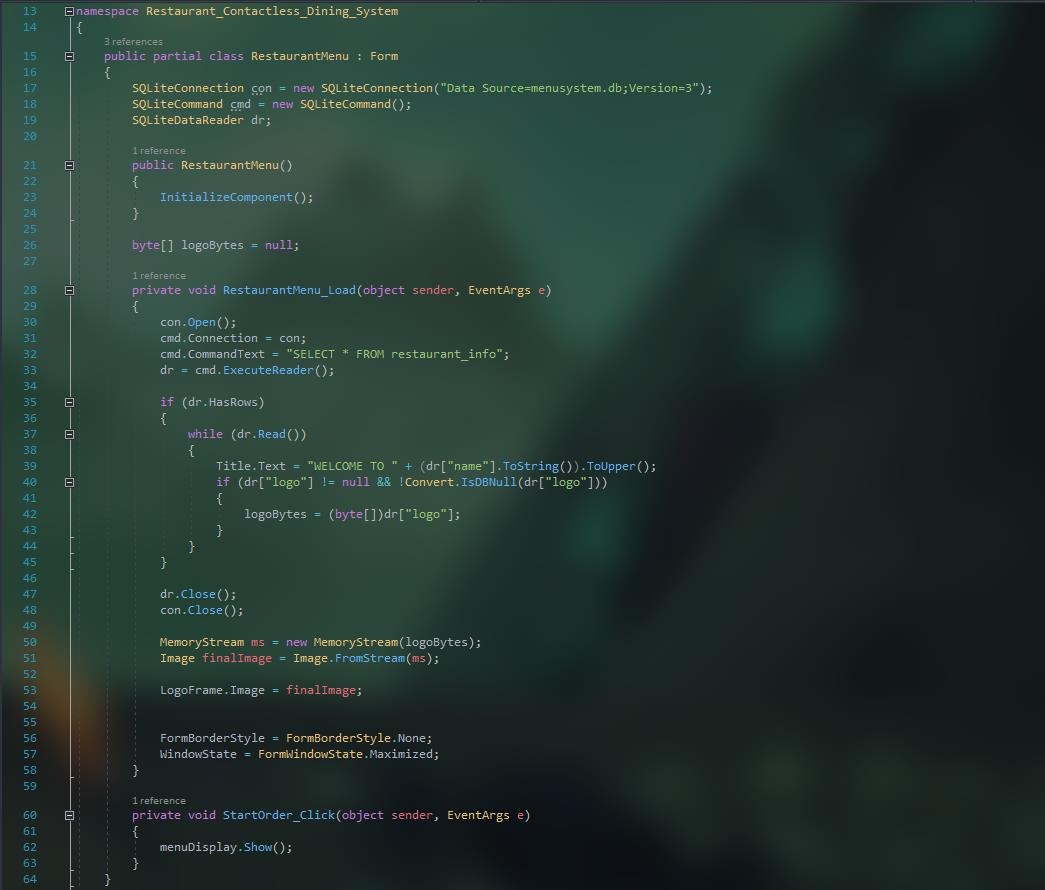 13 namespace Restaurant_Contactless_Dining_System
14 {
3 references
15 public partial class RestaurantMenu : Form
16 {
17 SQLiteConnection con = new SQLiteConnection("Data Source=menusystem.db;Version=3");
18 SQLiteCommand cmd = new SQLiteCommand();
19 SQLiteDataReader dr;
20
1 reference
21 public RestaurantMenu()
22 {
23 InitializeComponent();
24 }
25
26 byte[] logoBytes = null;
27
1 reference
28 private void RestaurantMenu_Load(object sender, EventArgs e)
29 {
30 con.Open();
31 cmd.Connection = con;
32 cmd.CommandText = "SELECT * FROM restaurant_info";
33 dr = cmd.ExecuteReader();
34
35 if (dr.HasRows)
36 {
37 while (dr.Read())
38 {
39 Title.Text = "WELCOME TO " + (dr["name"].ToString()).ToUpper();
40 if (dr["logo"] != null && !Convert.IsDBNull(dr["logo"]))
41 {
42 logoBytes = (byte[])dr["logo"];
43 }
44 }
45 }
46
47 dr.Close();
48 con.Close();
49
50 MemoryStream ms = new MemoryStream(logoBytes);
51 Image finalImage = Image.FromStream(ms);
52
53 LogoFrame.Image = finalImage;
54
55
56 FormBorderStyle = FormBorderStyle.None;
57 WindowState = FormWindowState.Maximized;
58 }
59
1 reference
60 private void StartOrder_Click(object sender, EventArgs e)
61 {
62 menuDisplay.Show();
63 }
64 }